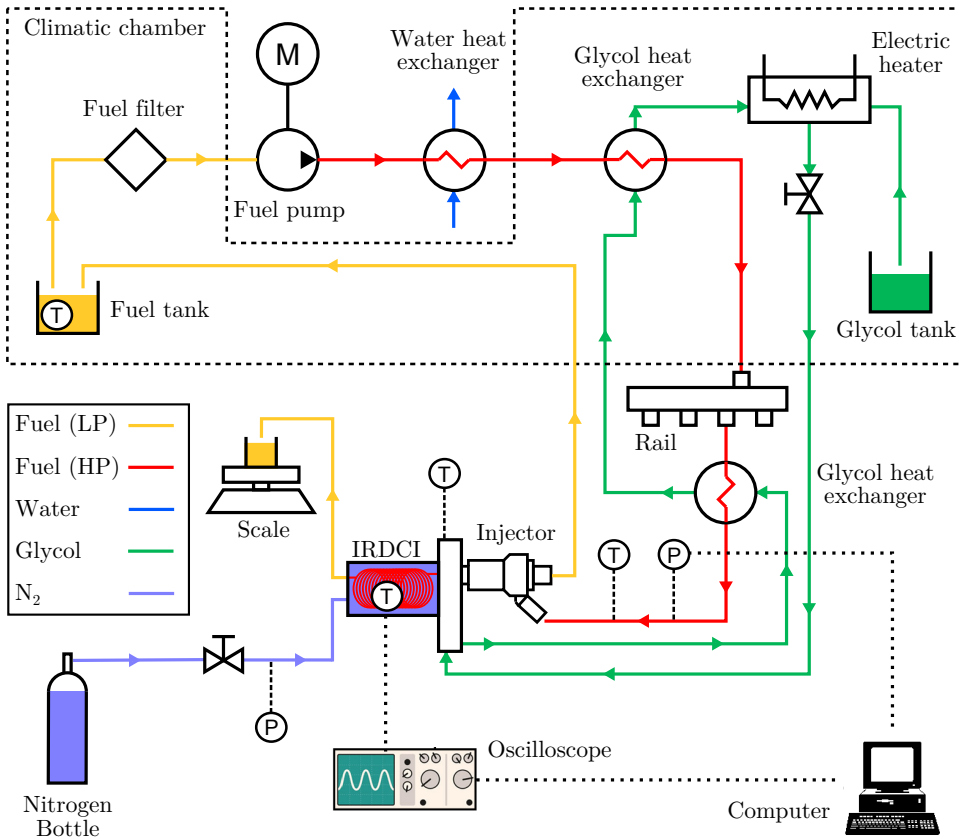 Climatic chamber
M
Water heat
exchanger
Glycol heat
exchanger
Electric
heater
Fuel filter
Fuel pump
T
Fuel tank
Glycol tank
Fuel (LP)
Fuel (HP)
Water
Glycol
N₂
Rail
Scale
T
Glycol heat
exchanger
Injector
IRDCI
T
P
T
P
Nitrogen
Bottle
Oscilloscope
Computer